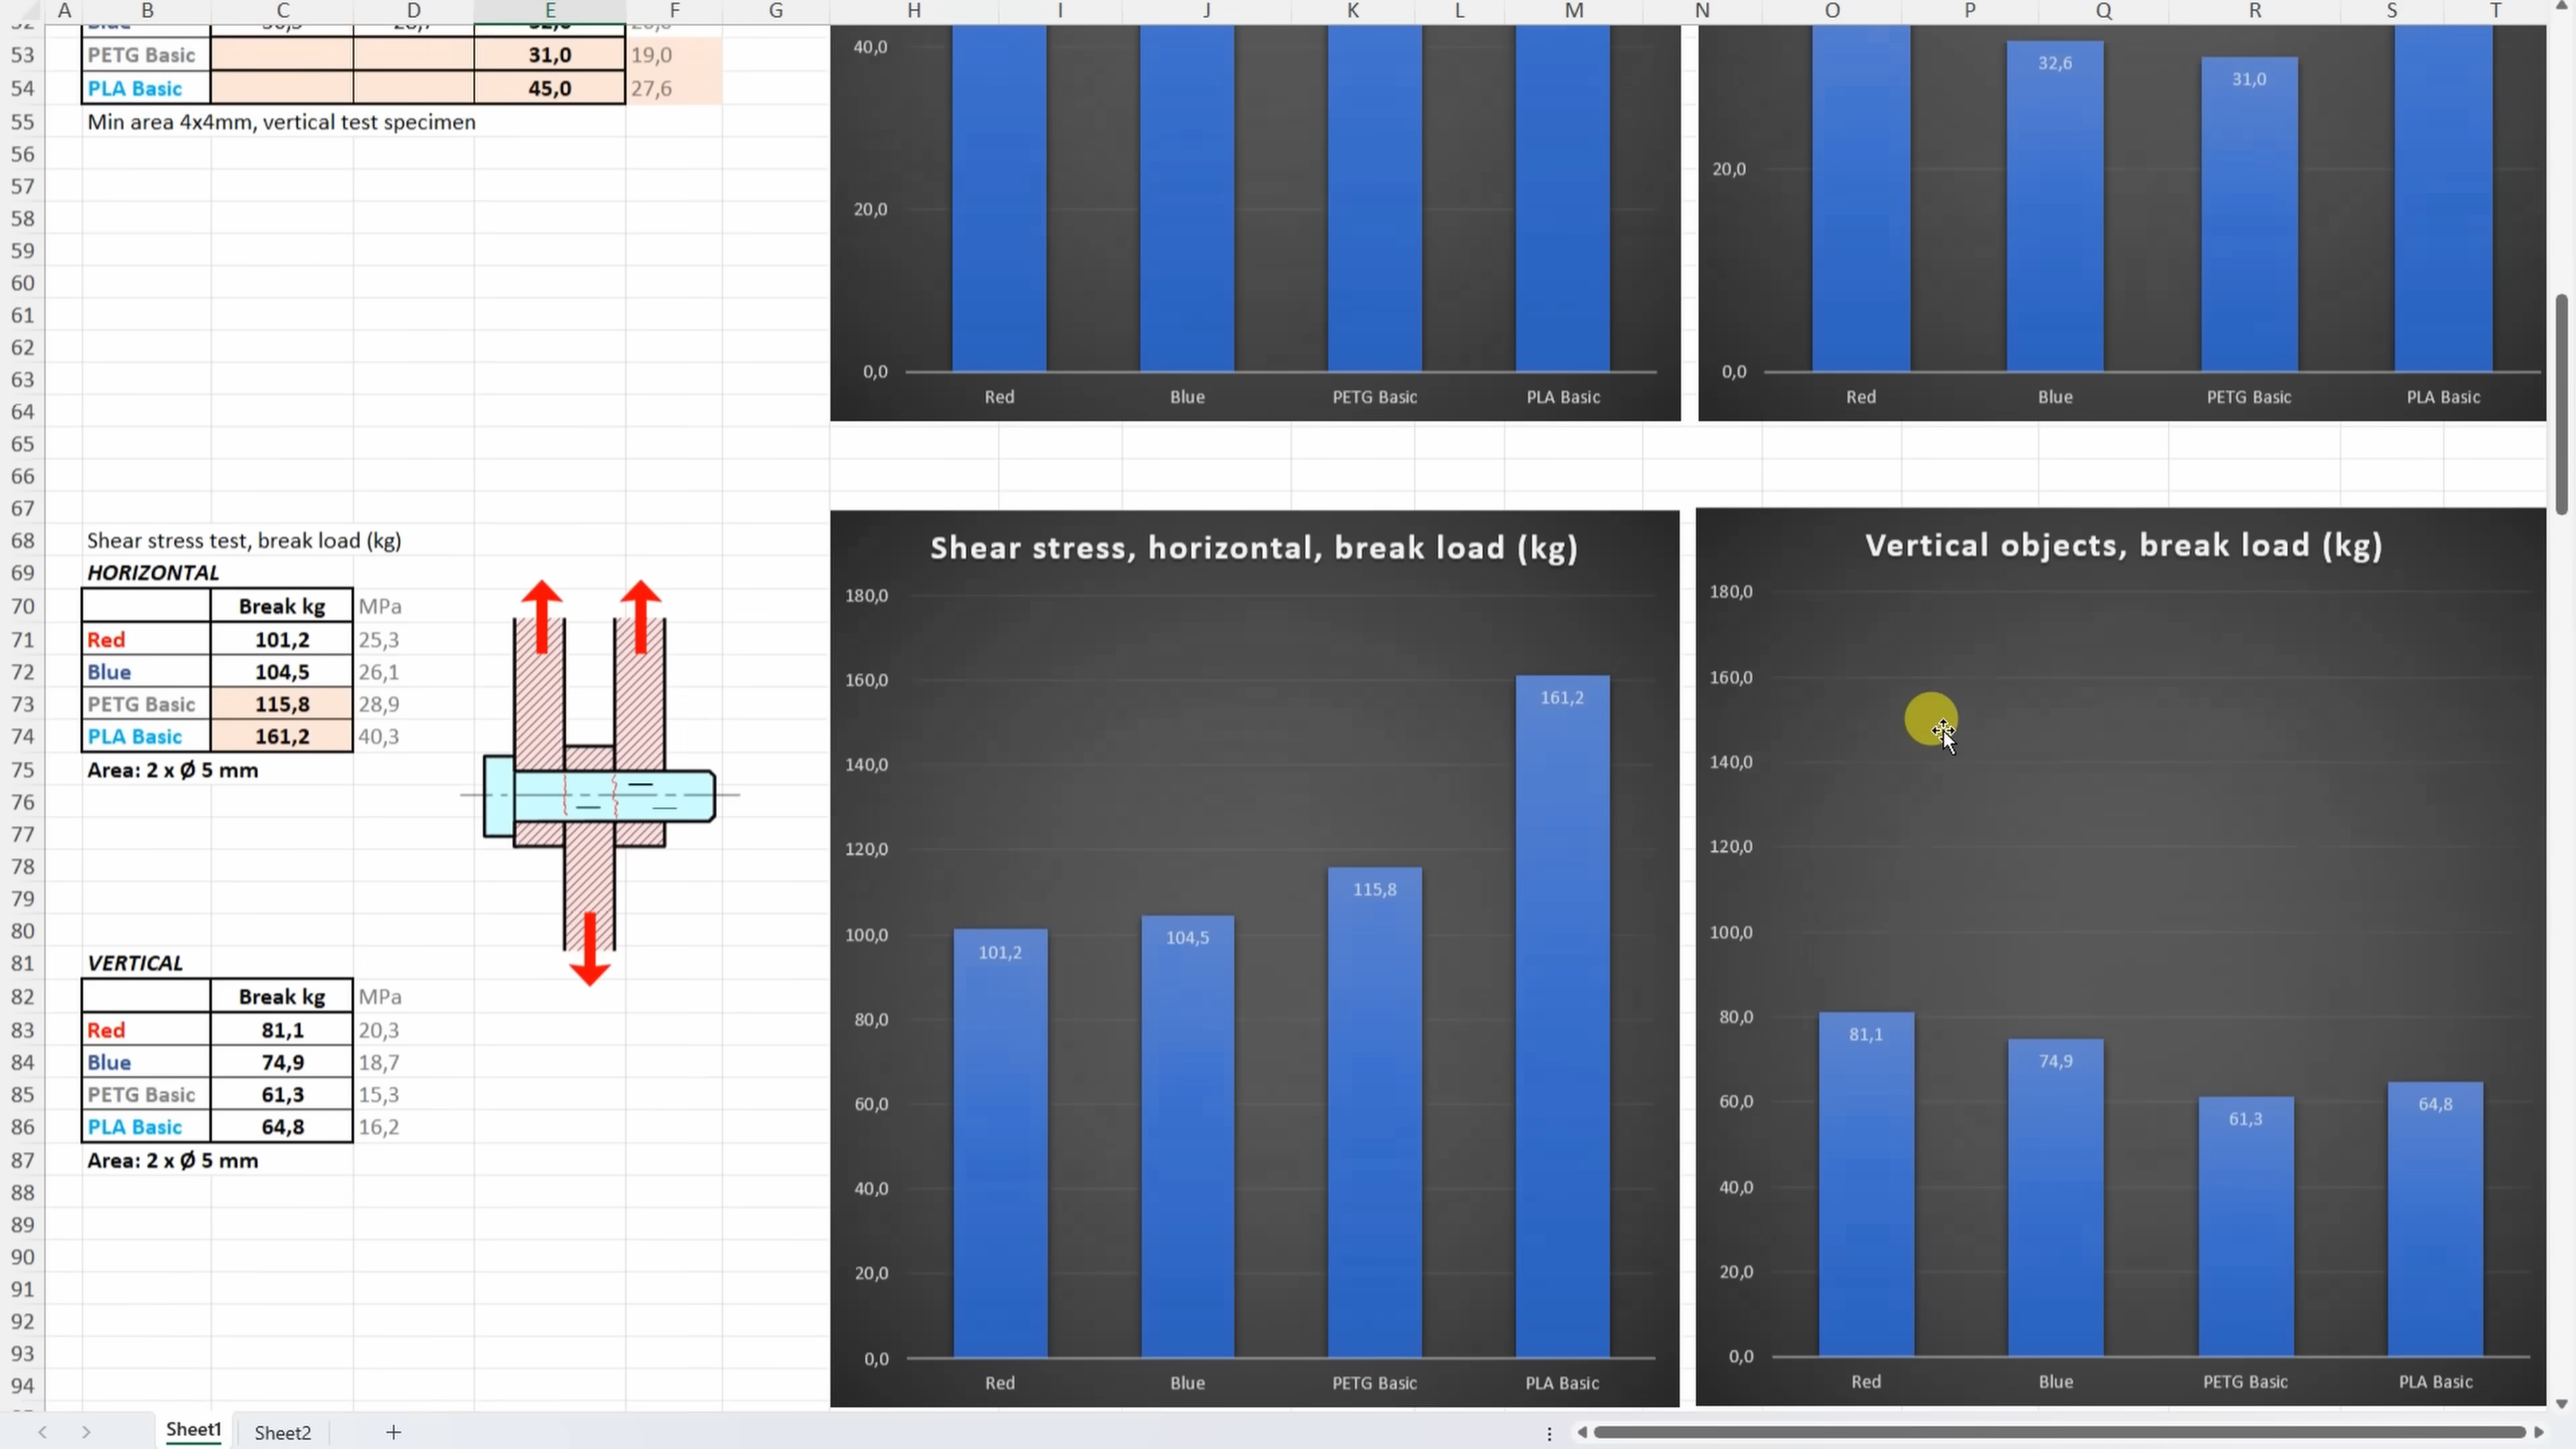 A B C D E F G H I J K L M N O P Q R S T
52 Blue
53 PETG Basic 31,0 19,0
54 PLA Basic 45,0 27,6
55 Min area 4x4mm, vertical test specimen
56
57
58
59
60
61
62
63
64
65
66
67
68 Shear stress test, break load (kg)
69 HORIZONTAL
70 Break kg MPa
71 Red 101,2 25,3
72 Blue 104,5 26,1
73 PETG Basic 115,8 28,9
74 PLA Basic 161,2 40,3
75 Area: 2 x Ø 5 mm
76
77
78
79
80
81 VERTICAL
82 Break kg MPa
83 Red 81,1 20,3
84 Blue 74,9 18,7
85 PETG Basic 61,3 15,3
86 PLA Basic 64,8 16,2
87 Area: 2 x Ø 5 mm
88
89
90
91
92
93
94
40,0
20,0
0,0
Red Blue PETG Basic PLA Basic
32,6
31,0
20,0
0,0
Red Blue PETG Basic PLA Basic
Shear stress, horizontal, break load (kg)
180,0
160,0
140,0
120,0
100,0
80,0
60,0
40,0
20,0
0,0
101,2 104,5 115,8 161,2
Red Blue PETG Basic PLA Basic
Vertical objects, break load (kg)
180,0
160,0
140,0
120,0
100,0
80,0
60,0
40,0
20,0
0,0
81,1 74,9 61,3 64,8
Red Blue PETG Basic PLA Basic
Sheet1 Sheet2 +